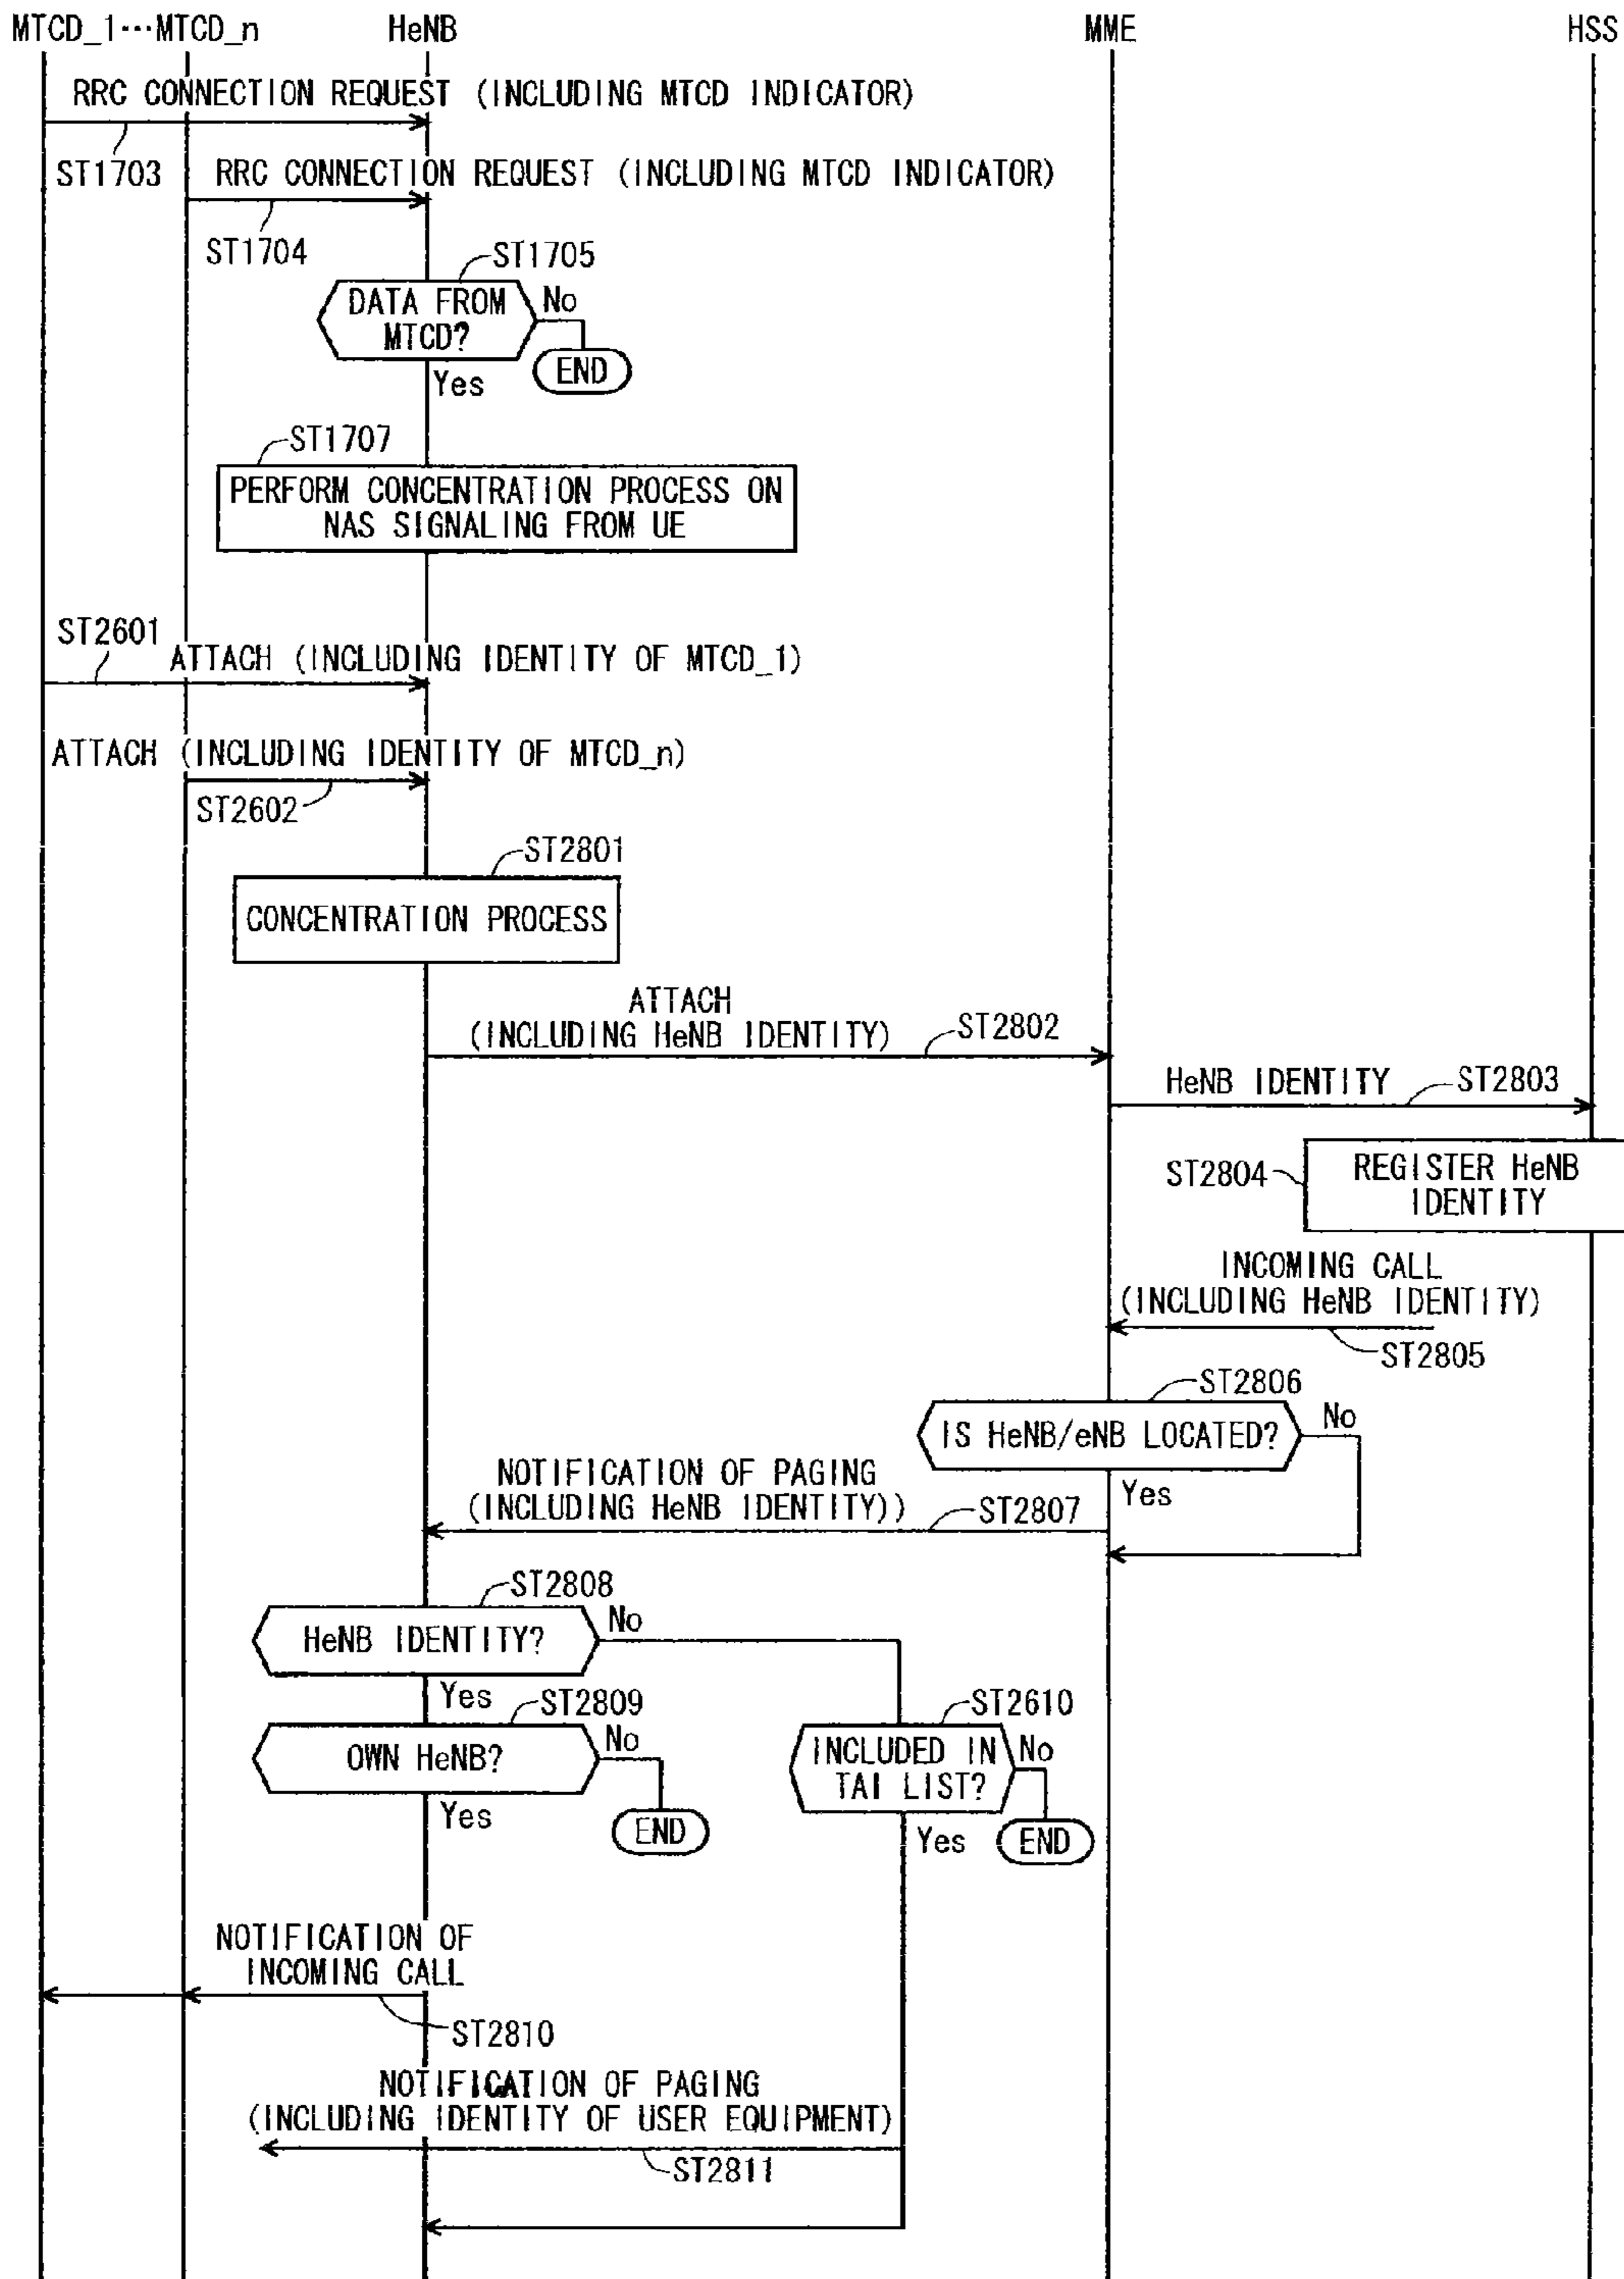 MTCD_1···MTCD_n HeNB MME HSS
RRC CONNECTION REQUEST (INCLUDING MTCD INDICATOR)
ST1703
RRC CONNECTION REQUEST (INCLUDING MTCD INDICATOR)
ST1704
ST1705
DATA FROM
MTCD?
No
END
Yes
ST1707
PERFORM CONCENTRATION PROCESS ON
NAS SIGNALING FROM UE
ST2601
ATTACH (INCLUDING IDENTITY OF MTCD_1)
ATTACH (INCLUDING IDENTITY OF MTCD_n)
ST2602
ST2801
CONCENTRATION PROCESS
ATTACH
(INCLUDING HeNB IDENTITY)
ST2802
HeNB IDENTITY
ST2803
ST2804
REGISTER HeNB
IDENTITY
INCOMING CALL
(INCLUDING HeNB IDENTITY)
ST2805
ST2806
IS HeNB/eNB LOCATED?
No
Yes
NOTIFICATION OF PAGING
(INCLUDING HeNB IDENTITY))
ST2807
ST2808
HeNB IDENTITY?
No
Yes
ST2809
OWN HeNB?
No
END
Yes
ST2610
INCLUDED IN
TAI LIST?
No
END
Yes
NOTIFICATION OF
INCOMING CALL
ST2810
NOTIFICATION OF PAGING
(INCLUDING IDENTITY OF USER EQUIPMENT)
ST2811